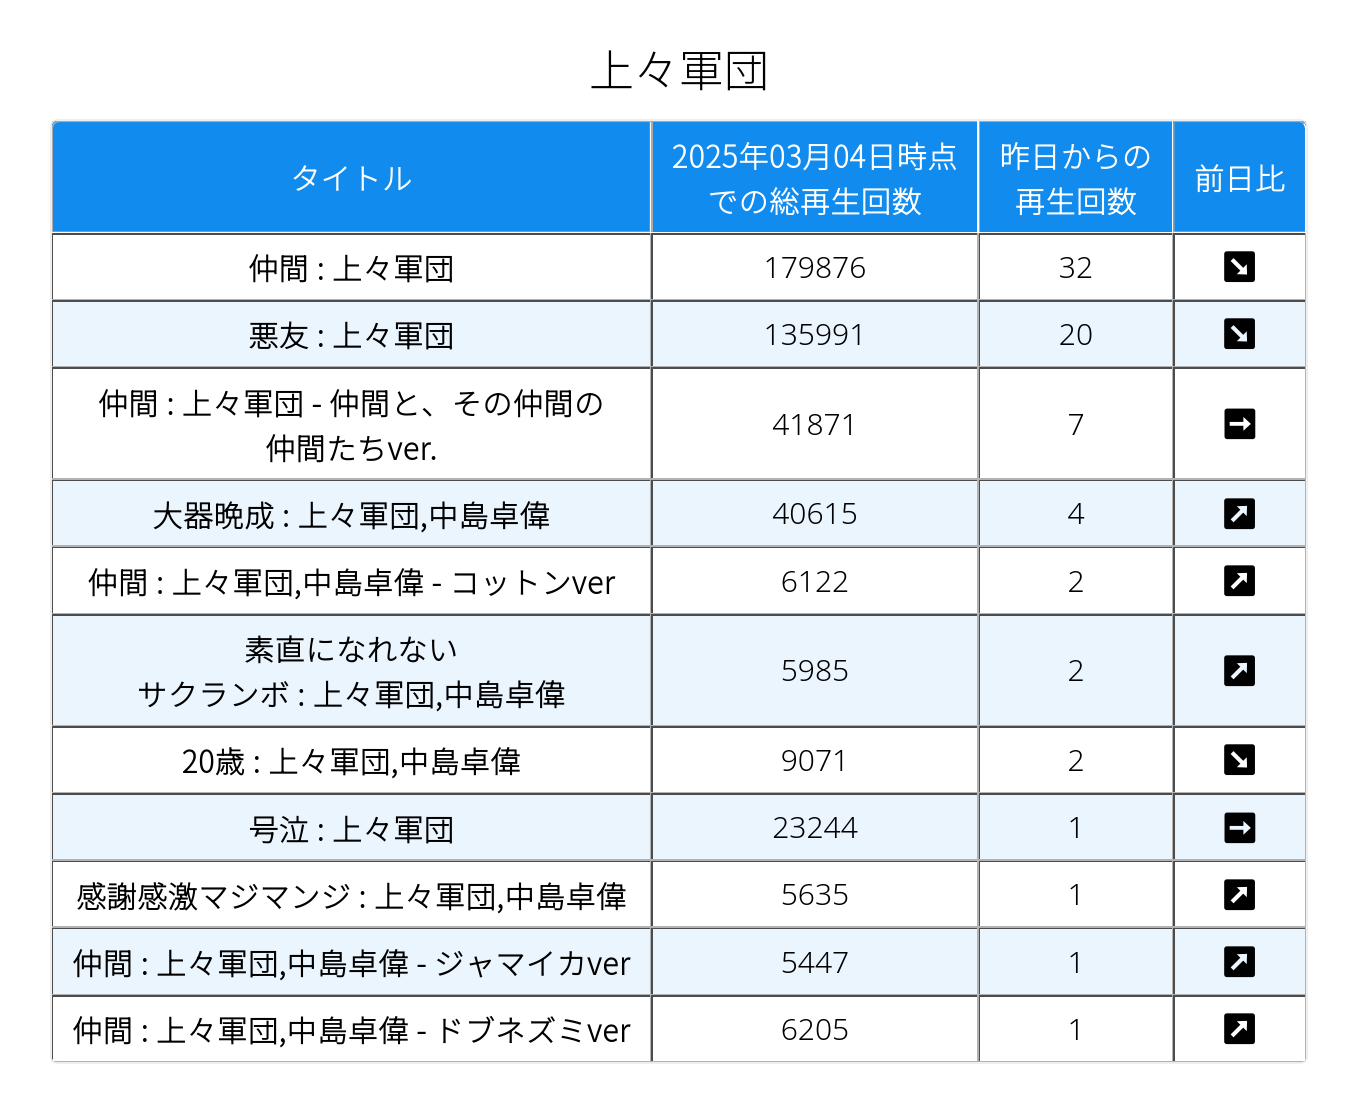 上々軍団
タイトル
2025年03月04日時点
での総再生回数
昨日からの
再生回数
前日比
仲間 : 上々軍団
179876
32
悪友 : 上々軍団
135991
20
仲間 : 上々軍団 - 仲間と、その仲間の
仲間たちver.
41871
7
大器晩成 : 上々軍団,中島卓偉
40615
4
仲間 : 上々軍団,中島卓偉 - コットンver
6122
2
素直になれない
サクランボ : 上々軍団,中島卓偉
5985
2
20歳 : 上々軍団,中島卓偉
9071
2
号泣 : 上々軍団
23244
1
感謝感激マジマンジ : 上々軍団,中島卓偉
5635
1
仲間 : 上々軍団,中島卓偉 - ジャマイカver
5447
1
仲間 : 上々軍団,中島卓偉 - ドブネズミver
6205
1